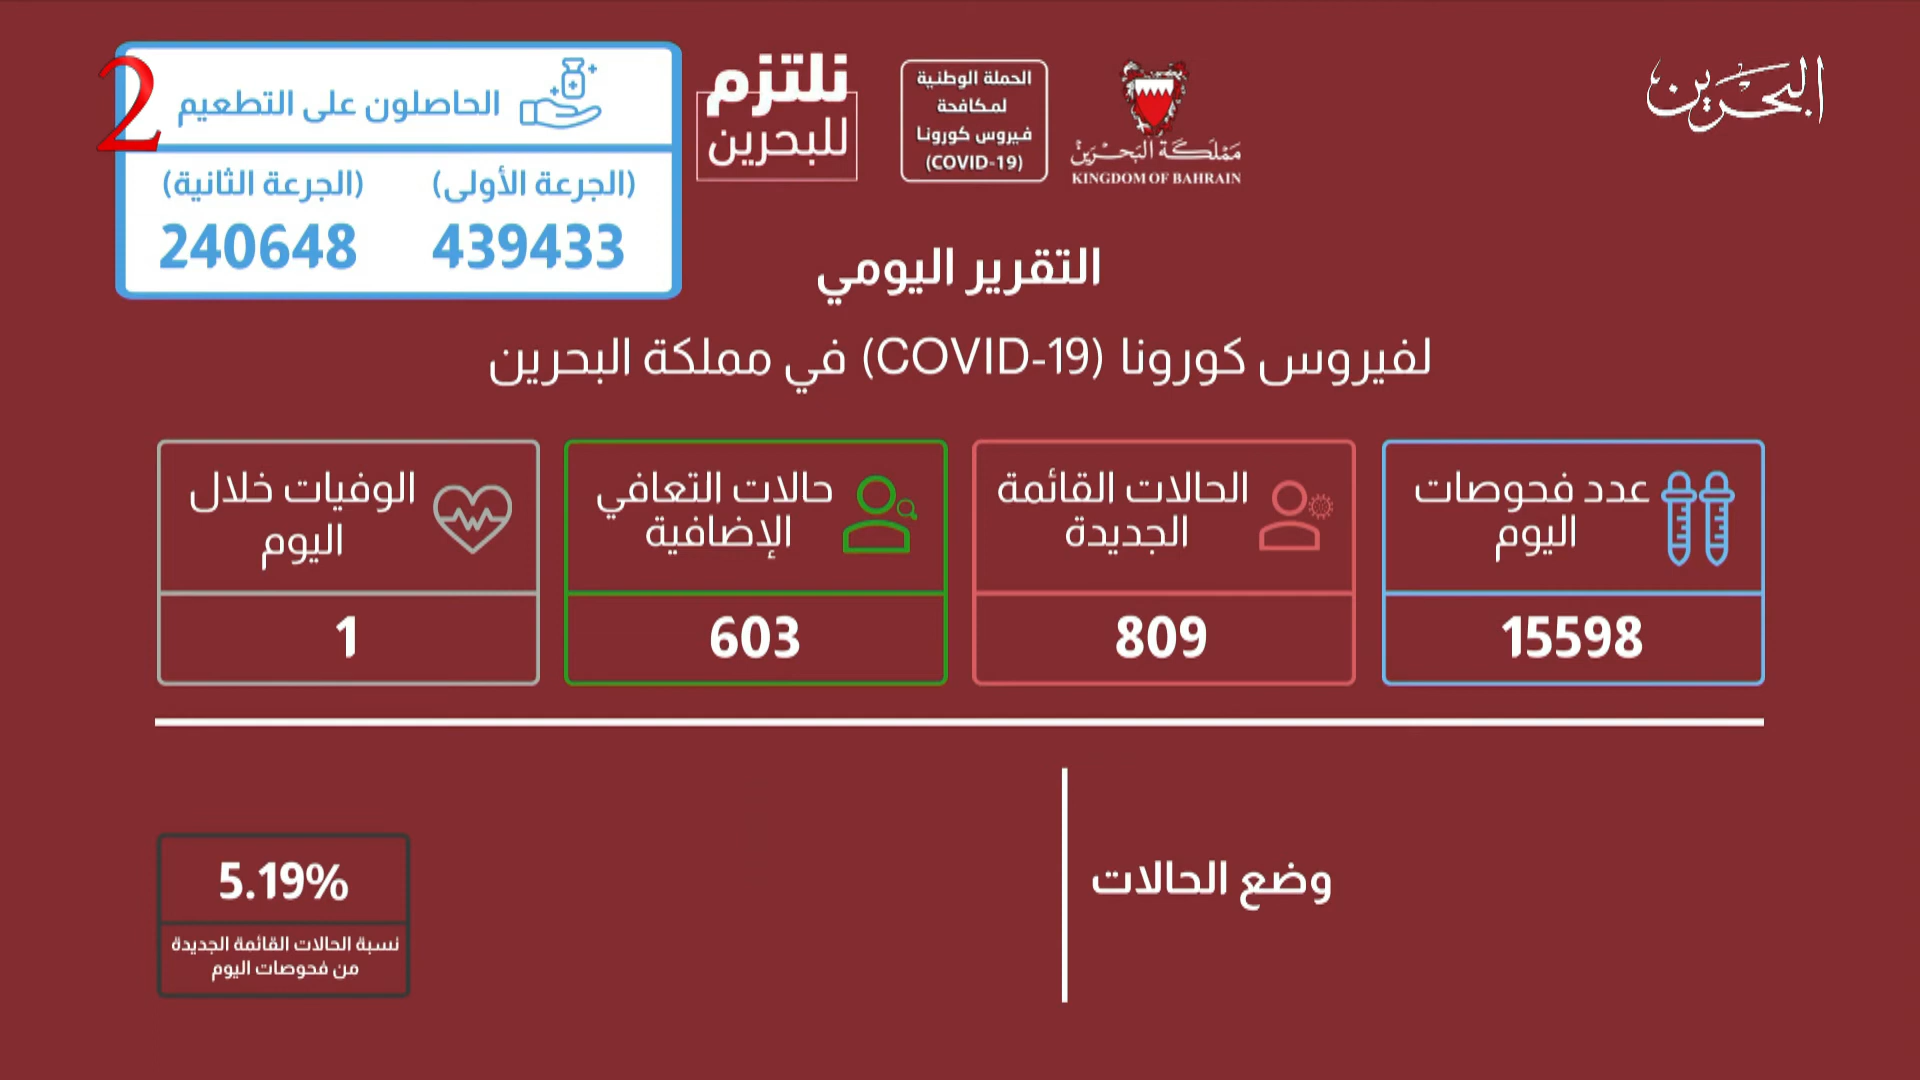 البحرين
مملكة البحرين
KINGDOM OF BAHRAIN
الحملة الوطنية
لمكافحة
فيروس كورونا
(COVID-19)
نلتزم
للبحرين
2
الحاصلون على التطعيم
(الجرعة الأولى)
439433
(الجرعة الثانية)
240648
التقرير اليومي
لفيروس كورونا (COVID-19) في مملكة البحرين
عدد فحوصات
اليوم
15598
الحالات القائمة
الجديدة
809
حالات التعافي
الإضافية
603
الوفيات خلال
اليوم
1
وضع الحالات
5.19%
نسبة الحالات القائمة الجديدة
من فحوصات اليوم